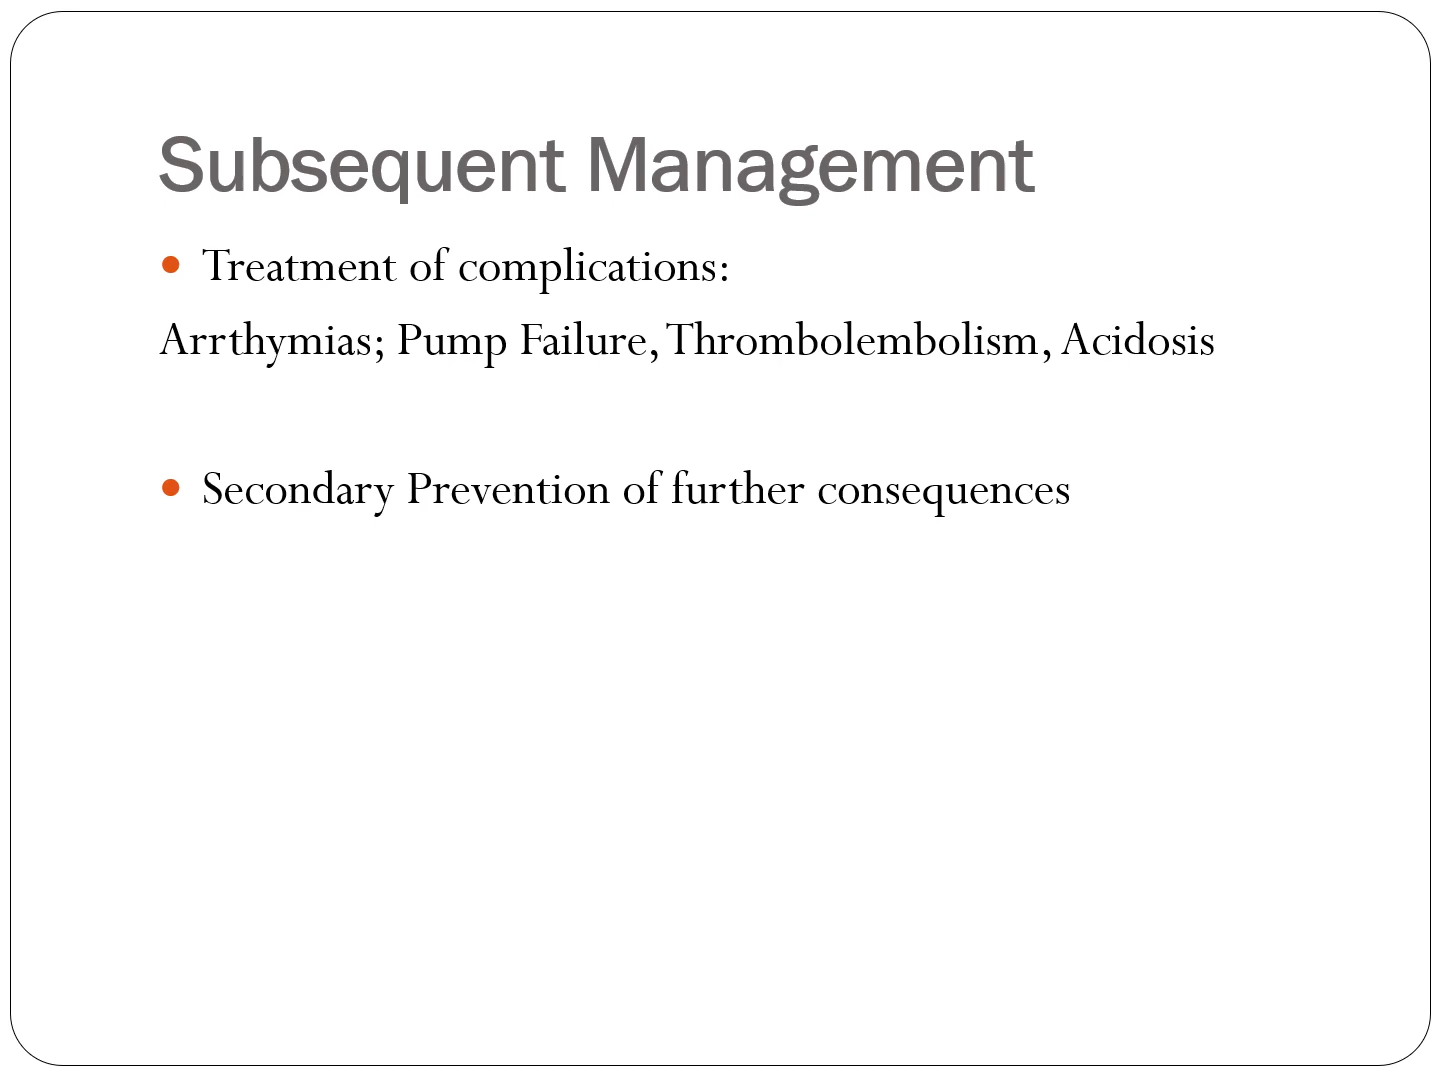 Subsequent Management
• Treatment of complications:
Arrthymias; Pump Failure, Thrombolembolism, Acidosis
• Secondary Prevention of further consequences